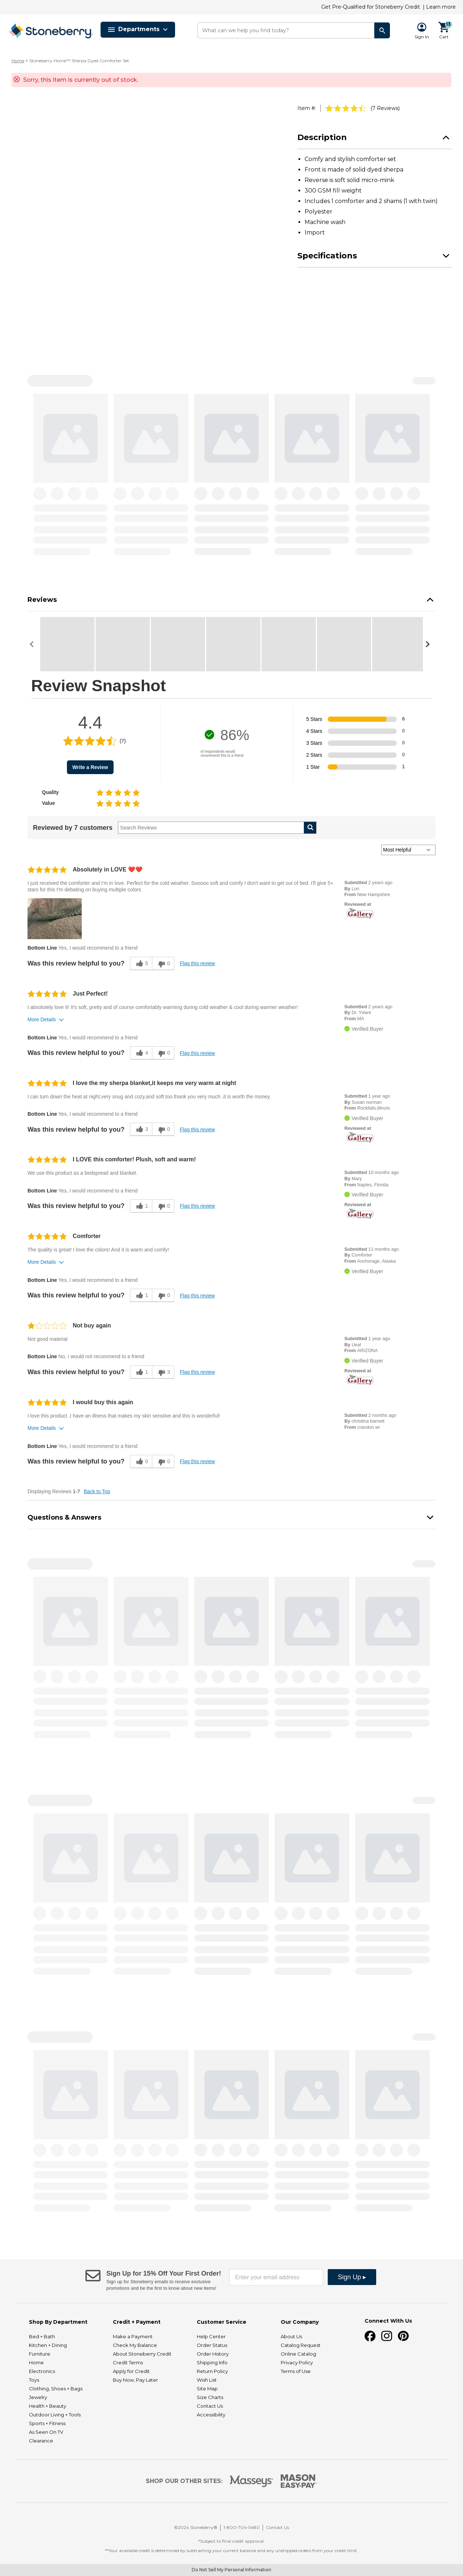 Get Pre-Qualified for Stoneberry Credit | Learn more
Stoneberry.
Departments
What can we help you find today?
Sign In
Cart
Home > Stoneberry Home™ Sherpa Dyed Comforter Set
Sorry, this item is currently out of stock.
Item #: (7 Reviews)
Description
• Comfy and stylish comforter set
• Front is made of solid dyed sherpa
• Reverse is soft solid micro-mink
• 300 GSM fill weight
• Includes 1 comforter and 2 shams (1 with twin)
• Polyester
• Machine wash
• Import
Specifications
Reviews
Review Snapshot
4.4
(7)
Write a Review
86%
of respondents would
recommend this to a friend
5 Stars 6
4 Stars 0
3 Stars 0
2 Stars 0
1 Star 1
Quality
Value
Reviewed by 7 customers
Search Reviews
Most Helpful
Absolutely in LOVE ❤️❤️
I just received the comforter and I'm in love. Perfect for the cold weather. Sooooo soft and comfy I don't want to get out of bed. I'll give 5+
stars for this I'm debating on buying multiple colors
Bottom Line Yes, I would recommend to a friend
Was this review helpful to you? 5 0 Flag this review
Submitted 2 years ago
By Lori
From New Hampshire
Reviewed at
Gallery
Just Perfect!
I absolutely love it! It's soft, pretty and of course comfortably warming during cold weather & cool during warmer weather!
More Details
Bottom Line Yes, I would recommend to a friend
Was this review helpful to you? 4 0 Flag this review
Submitted 2 years ago
By Dr. Yolani
From MA
Verified Buyer
I love the my sherpa blanket,it keeps me very warm at night
I can turn down the heat at night,very snug and cozy,and soft too.thank you very much ,it is worth the money.
Bottom Line Yes, I would recommend to a friend
Was this review helpful to you? 3 0 Flag this review
Submitted 1 year ago
By Susan norman
From Rockfalls,illinois
Verified Buyer
Reviewed at
Gallery
I LOVE this comforter! Plush, soft and warm!
We use this product as a bedspread and blanket.
Bottom Line Yes, I would recommend to a friend
Was this review helpful to you? 1 0 Flag this review
Submitted 10 months ago
By Mary
From Naples, Florida
Verified Buyer
Reviewed at
Gallery
Comforter
The quality is great! I love the colors! And it is warm and comfy!
More Details
Bottom Line Yes, I would recommend to a friend
Was this review helpful to you? 1 0 Flag this review
Submitted 11 months ago
By Comforter
From Anchorage, Alaska
Verified Buyer
Not buy again
Not good material
Bottom Line No, I would not recommend to a friend
Was this review helpful to you? 1 3 Flag this review
Submitted 1 year ago
By Ueal
From ARIZONA
Verified Buyer
Reviewed at
Gallery
I would buy this again
I love this product .I have an illness that makes my skin sensitive and this is wonderful!
More Details
Bottom Line Yes, I would recommend to a friend
Was this review helpful to you? 0 0 Flag this review
Submitted 2 months ago
By christina barnett
From crandon wi
Displaying Reviews 1-7 Back to Top
Questions & Answers
Sign Up for 15% Off Your First Order!
Sign up for Stoneberry emails to receive exclusive
promotions and be the first to know about new items!
Enter your email address
Sign Up ▸
Shop By Department
Bed + Bath
Kitchen + Dining
Furniture
Home
Electronics
Toys
Clothing, Shoes + Bags
Jewelry
Health + Beauty
Outdoor Living + Tools
Sports + Fitness
As Seen On TV
Clearance
Credit + Payment
Make a Payment
Check My Balance
About Stoneberry Credit
Credit Terms
Apply for Credit
Buy Now, Pay Later
Customer Service
Help Center
Order Status
Order History
Shipping Info
Return Policy
Wish List
Site Map
Size Charts
Contact Us
Accessibility
Our Company
About Us
Catalog Request
Online Catalog
Privacy Policy
Terms of Use
Connect With Us
SHOP OUR OTHER SITES: Masseys MASON EASY-PAY
©2024 Stoneberry® | 1-800-704-5480 | Contact Us
*Subject to final credit approval.
**Your available credit is determined by subtracting your current balance and any unshipped orders from your credit limit.
Do Not Sell My Personal Information